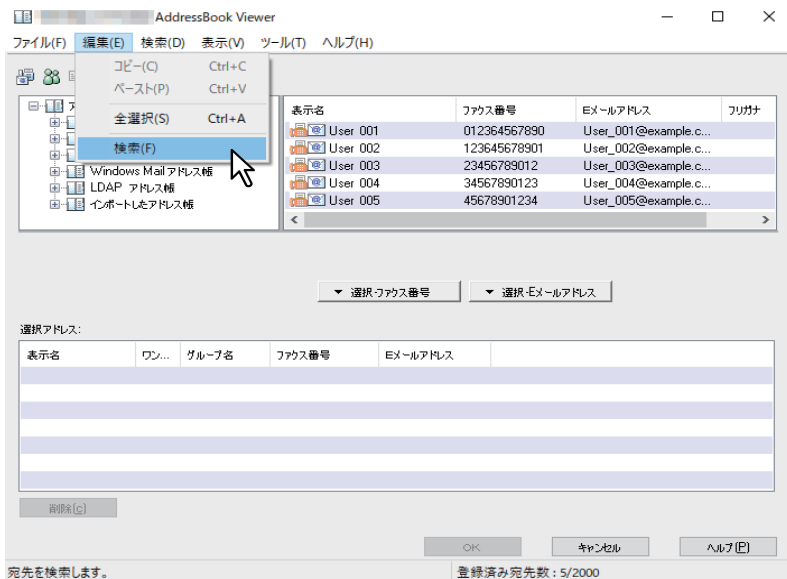 AddressBook Viewer
ファイル(F) 編集(E) 検索(D) 表示(V) ツール(T) ヘルプ(H)
コピー(C) Ctrl+C
ペースト(P) Ctrl+V
全選択(S) Ctrl+A
検索(F)
Windows Mail アドレス帳
LDAP アドレス帳
インポートしたアドレス帳
表示名 ファクス番号 Eメールアドレス フリガナ
User 001 012364567890 User_001@example.c...
User 002 123645678901 User_002@example.c...
User 003 23456789012 User_003@example.c...
User 004 34567890123 User_004@example.c...
User 005 45678901234 User_005@example.c...
選択-ファクス番号 選択-Eメールアドレス
選択アドレス:
表示名 ワン... グループ名 ファクス番号 Eメールアドレス
削除(c)
OK キャンセル ヘルプ(P)
宛先を検索します。 登録済み宛先数 : 5/2000